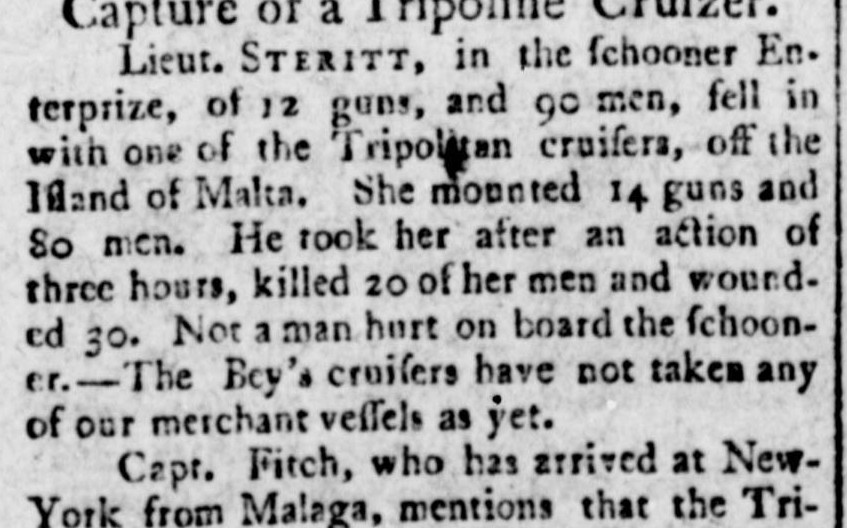 Capture of a Tripoline Cruizer.
Lieut. STERITT, in the ſchooner En-
terprize, of 12 guns, and 90 men, fell in
with one of the Tripolitan cruiſers, off the
Iſland of Malta. She mounted 14 guns and
80 men. He took her after an action of
three hours, killed 20 of her men and wound-
ed 30. Not a man hurt on board the ſchoon-
er.—The Bey's cruiſers have not taken any
of our merchant veſſels as yet.
Capt. Fitch, who has arrived at New-
York from Malaga, mentions that the Tri-